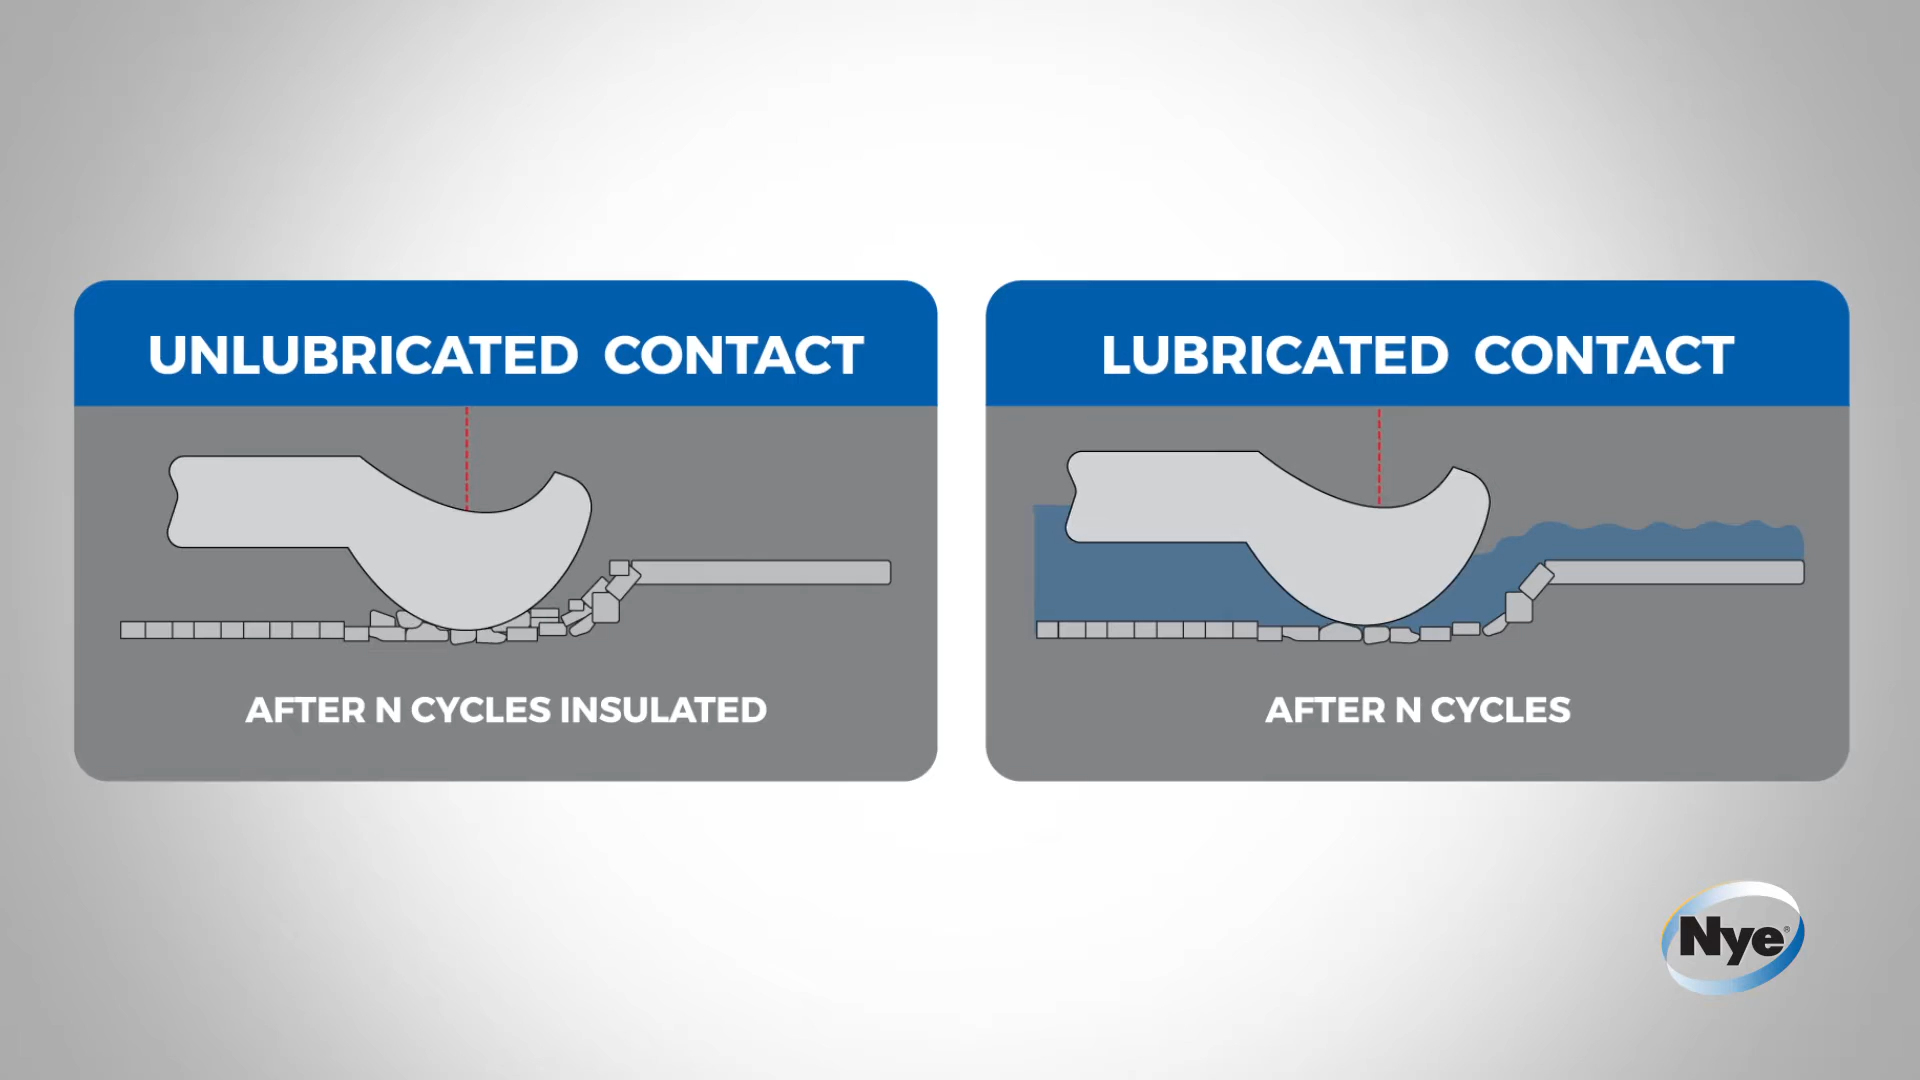 UNLUBRICATED CONTACT
AFTER N CYCLES INSULATED
LUBRICATED CONTACT
AFTER N CYCLES
Nye®